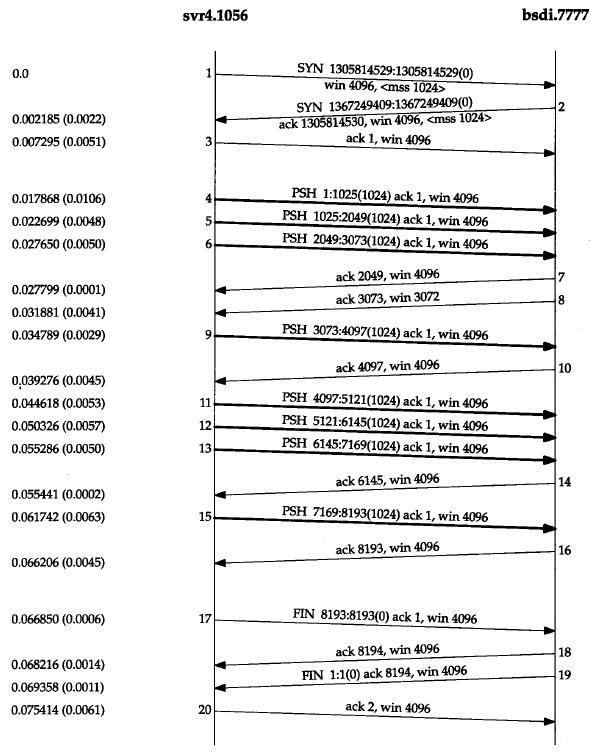 svr4.1056 bsdi.7777
0.0 1 SYN 1305814529:1305814529(0)
win 4096, <mss 1024>
SYN 1367249409:1367249409(0) 2
0.002185 (0.0022) ack 1305814530, win 4096, <mss 1024>
0.007295 (0.0051) 3 ack 1, win 4096
0.017868 (0.0106) 4 PSH 1:1025(1024) ack 1, win 4096
0.022699 (0.0048) 5 PSH 1025:2049(1024) ack 1, win 4096
0.027650 (0.0050) 6 PSH 2049:3073(1024) ack 1, win 4096
ack 2049, win 4096 7
0.027799 (0.0001)
ack 3073, win 3072 8
0.031881 (0.0041)
0.034789 (0.0029) 9 PSH 3073:4097(1024) ack 1, win 4096
ack 4097, win 4096 10
0.039276 (0.0045)
0.044618 (0.0053) 11 PSH 4097:5121(1024) ack 1, win 4096
0.050326 (0.0057) 12 PSH 5121:6145(1024) ack 1, win 4096
0.055286 (0.0050) 13 PSH 6145:7169(1024) ack 1, win 4096
ack 6145, win 4096 14
0.055441 (0.0002)
0.061742 (0.0063) 15 PSH 7169:8193(1024) ack 1, win 4096
ack 8193, win 4096 16
0.066206 (0.0045)
0.066850 (0.0006) 17 FIN 8193:8193(0) ack 1, win 4096
ack 8194, win 4096 18
0.068216 (0.0014)
FIN 1:1(0) ack 8194, win 4096 19
0.069358 (0.0011)
0.075414 (0.0061) 20 ack 2, win 4096